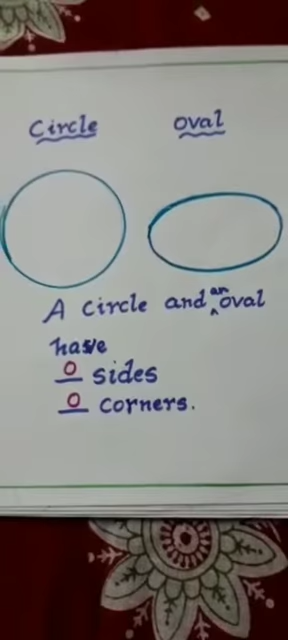 Circle oval
A circle and an oval
have
0 sides
0 corners.